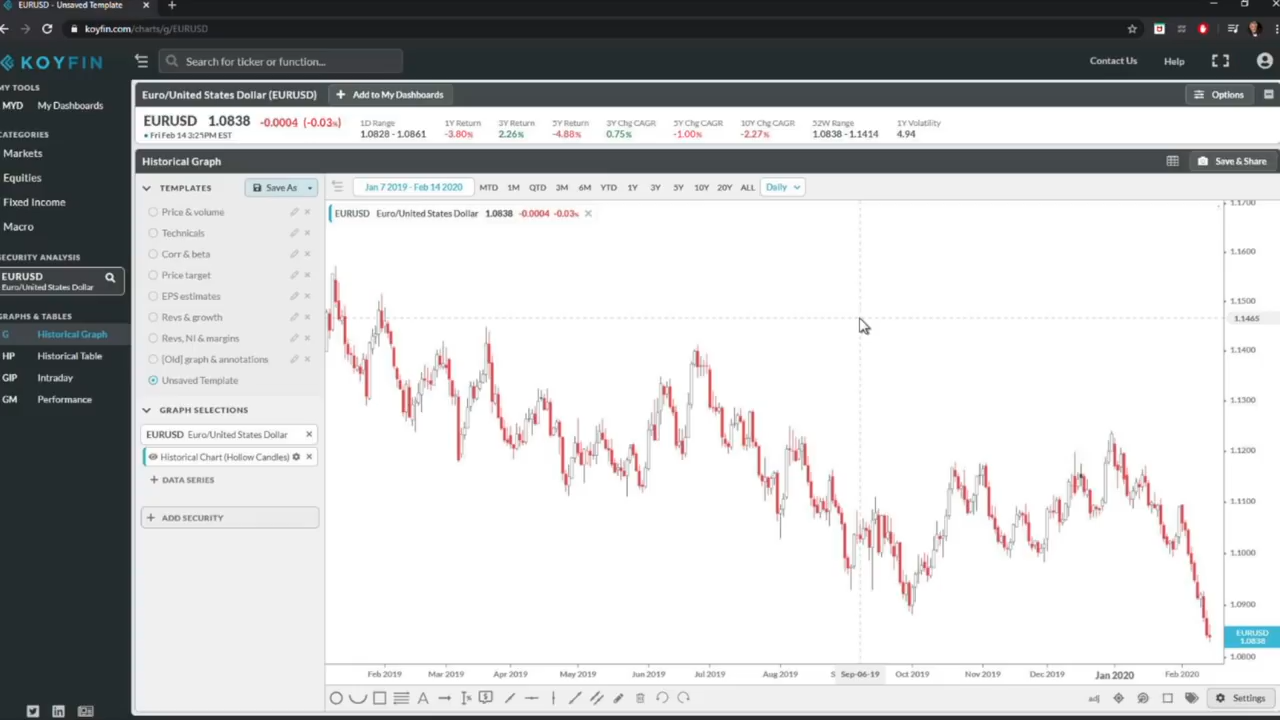 EURUSD - Unsaved Template
koyfin.com/charts/g/EURUSD
KOYFIN
Search for ticker or function...
Contact Us
Help
MY TOOLS
MYD My Dashboards
CATEGORIES
Markets
Equities
Fixed Income
Macro
SECURITY ANALYSIS
EURUSD
Euro/United States Dollar
GRAPHS & TABLES
G Historical Graph
HP Historical Table
GIP Intraday
GM Performance
Euro/United States Dollar (EURUSD)
+ Add to My Dashboards
Options
EURUSD 1.0838 -0.0004 (-0.03%)
Fri Feb 14 3:25PM EST
1D Range 1Y Return 3Y Return 5Y Return 3Y Chg CAGR 5Y Chg CAGR 10Y Chg CAGR 52W Range 1Y Volatility
1.0828 - 1.0861 -3.80% 2.26% -4.88% 0.75% -1.00% -2.27% 1.0838 - 1.1414 4.94
Historical Graph
Save & Share
TEMPLATES
Save As
Price & volume
Technicals
Corr & beta
Price target
EPS estimates
Revs & growth
Revs, NI & margins
[Old] graph & annotations
Unsaved Template
GRAPH SELECTIONS
EURUSD Euro/United States Dollar
Historical Chart (Hollow Candles)
+ DATA SERIES
+ ADD SECURITY
Jan 7 2019 - Feb 14 2020 MTD 1M QTD 3M 6M YTD 1Y 3Y 5Y 10Y 20Y ALL Daily
EURUSD Euro/United States Dollar 1.0838 -0.0004 -0.03%
1.1700
1.1600
1.1500
1.1465
1.1400
1.1300
1.1200
1.1100
1.1000
1.0900
EURUSD
1.0838
1.0800
Feb 2019 Mar 2019 Apr 2019 May 2019 Jun 2019 Jul 2019 Aug 2019 S Sep-06-19 Oct 2019 Nov 2019 Dec 2019 Jan 2020 Feb 2020
Settings